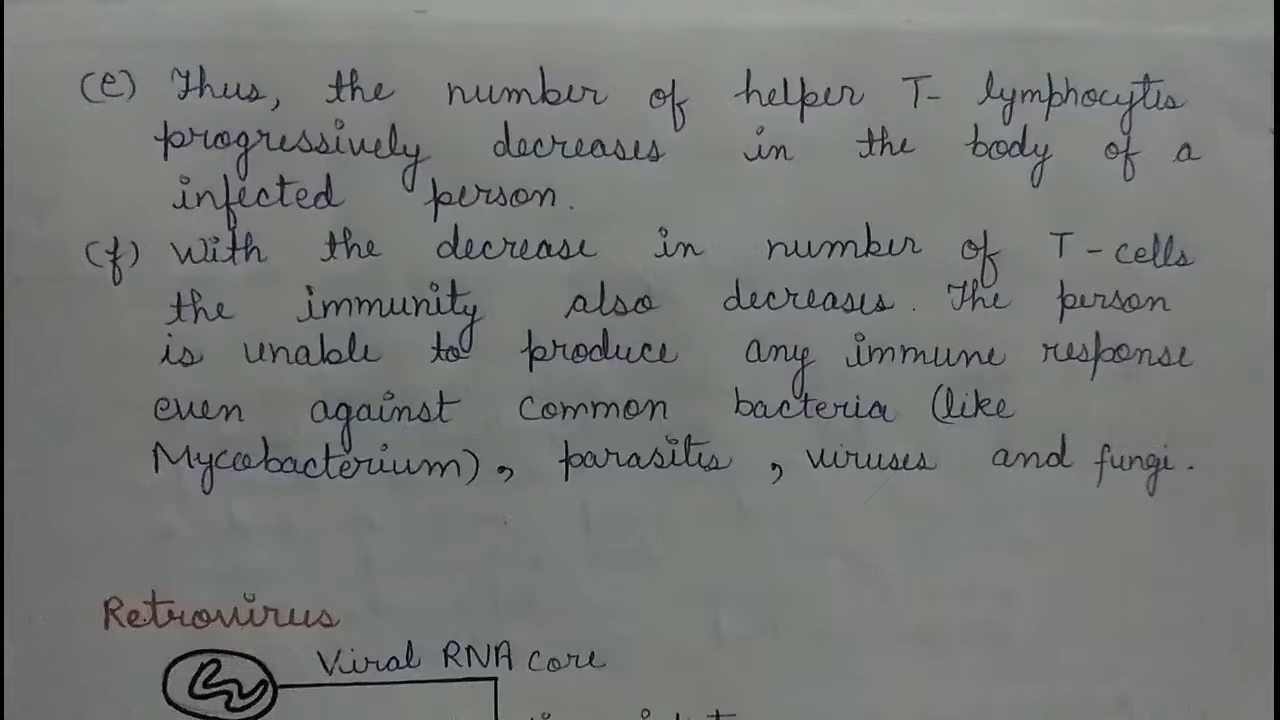 (e) Thus, the number of helper T- lymphocytes
progressively decreases in the body of a
infected person.
(f) With the decrease in number of T-cells
the immunity also decreases. The person
is unable to produce any immune response
even against common bacteria (like
Mycobacterium), parasites, viruses and fungi.
Retrovirus
Viral RNA core